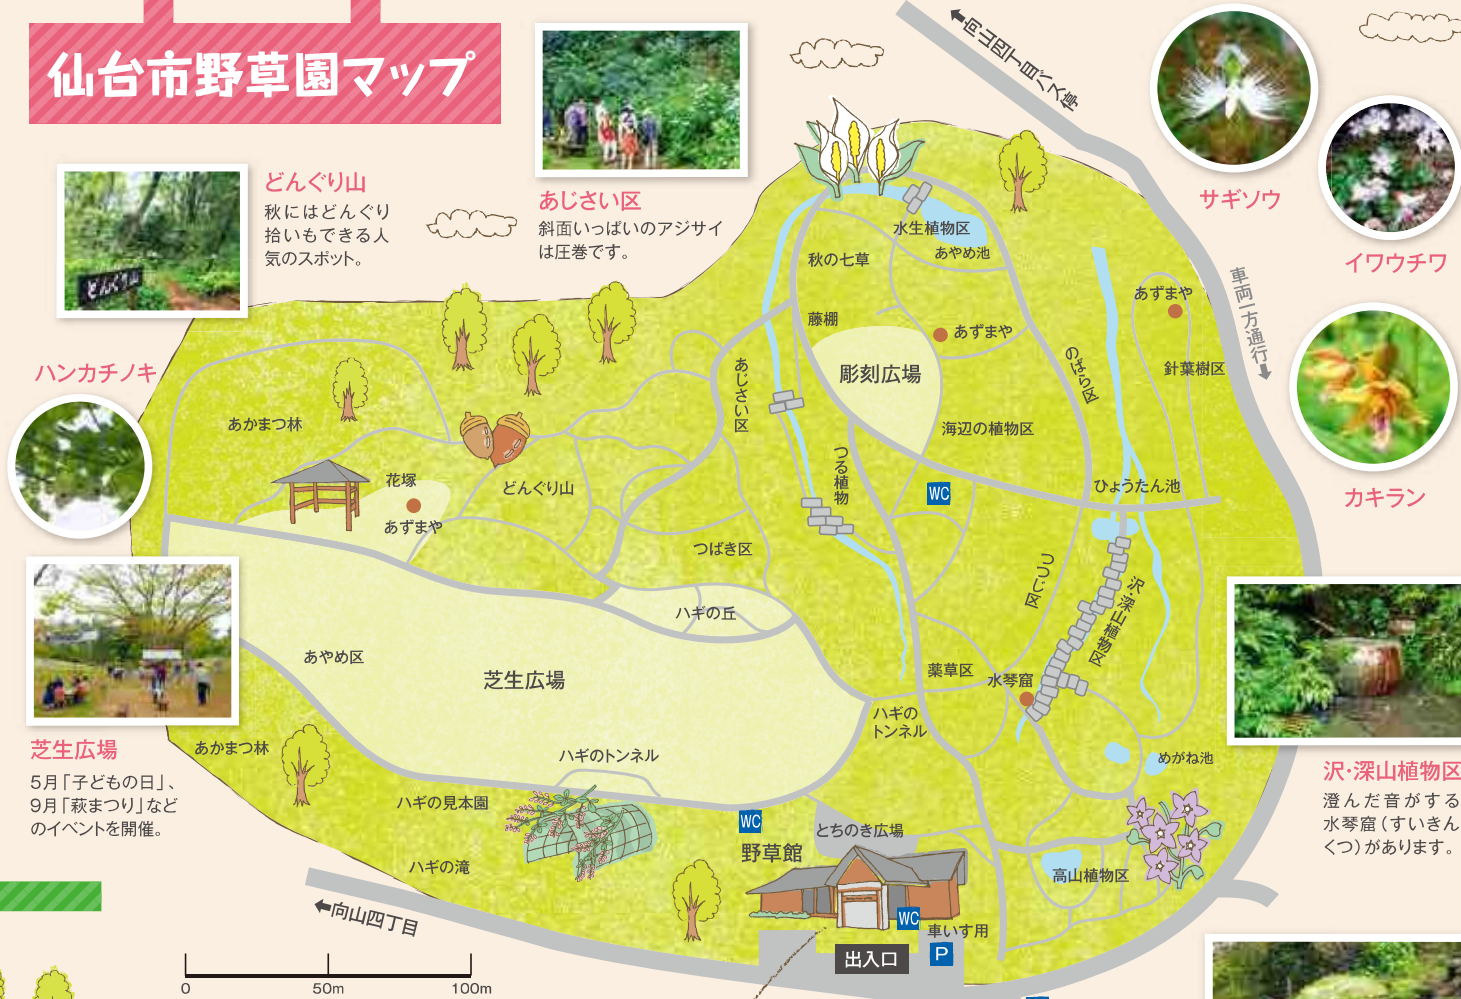 仙台市野草園マップ
どんぐり山
秋にはどんぐり
拾いもできる人
気のスポット。
どんぐり山
あじさい区
斜面いっぱいのアジサイ
は圧巻です。
向山四丁目バス停
サギソウ
イワウチワ
カキラン
車両一方通行
ハンカチノキ
水生植物区
あやめ池
秋の七草
藤棚
あずまや
彫刻広場
あずまや
針葉樹区
のばら区
あじさい区
海辺の植物区
つる植物
WC
ひょうたん池
あかまつ林
花塚
あずまや
どんぐり山
つばき区
ハギの丘
つつじ区
沢・深山植物区
薬草区
水琴窟
あやめ区
芝生広場
ハギの
トンネル
めがね池
芝生広場
5月「子どもの日」、
9月「萩まつり」など
のイベントを開催。
あかまつ林
ハギのトンネル
ハギの見本園
ハギの滝
WC
野草館
とちのき広場
高山植物区
WC
車いす用
P
出入口
向山四丁目
沢・深山植物区
澄んだ音がする
水琴窟（すいきん
くつ）があります。
0 50m 100m